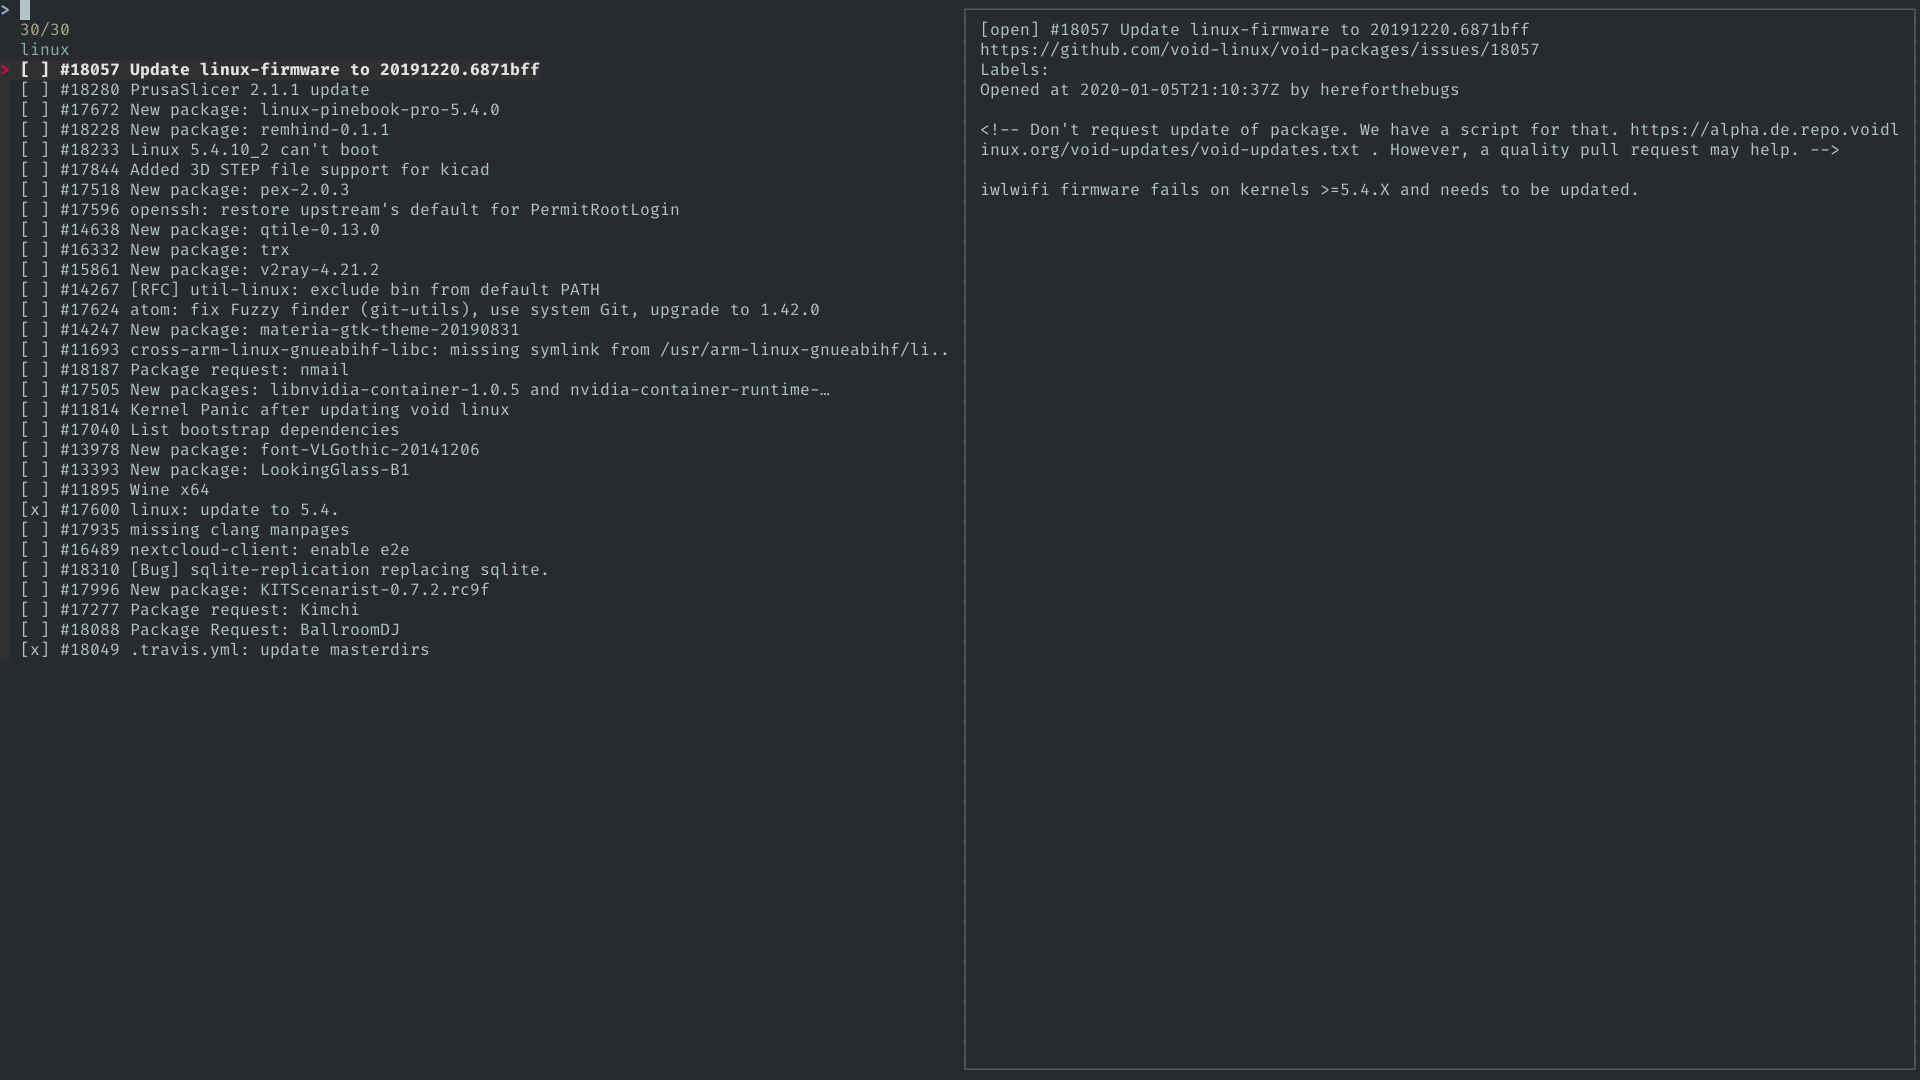 >
30/30
linux
> [ ] #18057 Update linux-firmware to 20191220.6871bff
[ ] #18280 PrusaSlicer 2.1.1 update
[ ] #17672 New package: linux-pinebook-pro-5.4.0
[ ] #18228 New package: remhind-0.1.1
[ ] #18233 Linux 5.4.10_2 can't boot
[ ] #17844 Added 3D STEP file support for kicad
[ ] #17518 New package: pex-2.0.3
[ ] #17596 openssh: restore upstream's default for PermitRootLogin
[ ] #14638 New package: qtile-0.13.0
[ ] #16332 New package: trx
[ ] #15861 New package: v2ray-4.21.2
[ ] #14267 [RFC] util-linux: exclude bin from default PATH
[ ] #17624 atom: fix Fuzzy finder (git-utils), use system Git, upgrade to 1.42.0
[ ] #14247 New package: materia-gtk-theme-20190831
[ ] #11693 cross-arm-linux-gnueabihf-libc: missing symlink from /usr/arm-linux-gnueabihf/li..
[ ] #18187 Package request: nmail
[ ] #17505 New packages: libnvidia-container-1.0.5 and nvidia-container-runtime-…
[ ] #11814 Kernel Panic after updating void linux
[ ] #17040 List bootstrap dependencies
[ ] #13978 New package: font-VLGothic-20141206
[ ] #13393 New package: LookingGlass-B1
[ ] #11895 Wine x64
[x] #17600 linux: update to 5.4.
[ ] #17935 missing clang manpages
[ ] #16489 nextcloud-client: enable e2e
[ ] #18310 [Bug] sqlite-replication replacing sqlite.
[ ] #17996 New package: KITScenarist-0.7.2.rc9f
[ ] #17277 Package request: Kimchi
[ ] #18088 Package Request: BallroomDJ
[x] #18049 .travis.yml: update masterdirs
[open] #18057 Update linux-firmware to 20191220.6871bff
https://github.com/void-linux/void-packages/issues/18057
Labels:
Opened at 2020-01-05T21:10:37Z by hereforthebugs
<!-- Don't request update of package. We have a script for that. https://alpha.de.repo.voidl
inux.org/void-updates/void-updates.txt . However, a quality pull request may help. -->
iwlwifi firmware fails on kernels >=5.4.X and needs to be updated.